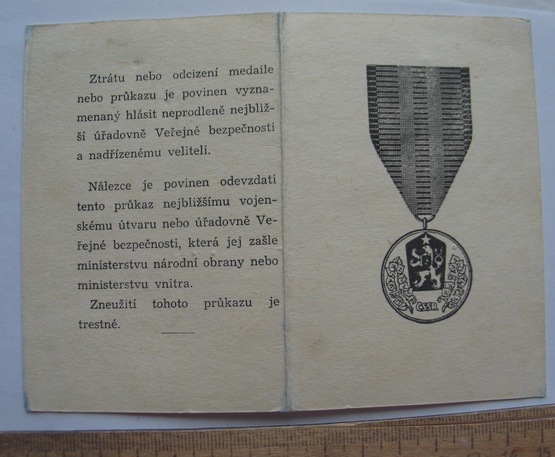 Ztrátu nebo odcizení medaile
nebo průkazu je povinen vyzna-
menaný hlásit neprodleně nejbliž-
ší úřadovně Veřejné bezpečnosti
a nadřízenému veliteli.
Nálezce je povinen odevzdati
tento průkaz nejbližšímu vojen-
skému útvaru nebo úřadovně Ve-
řejné bezpečnosti, která jej zašle
ministerstvu národní obrany nebo
ministerstvu vnitra.
Zneužití tohoto průkazu je
trestné.
ČSSR